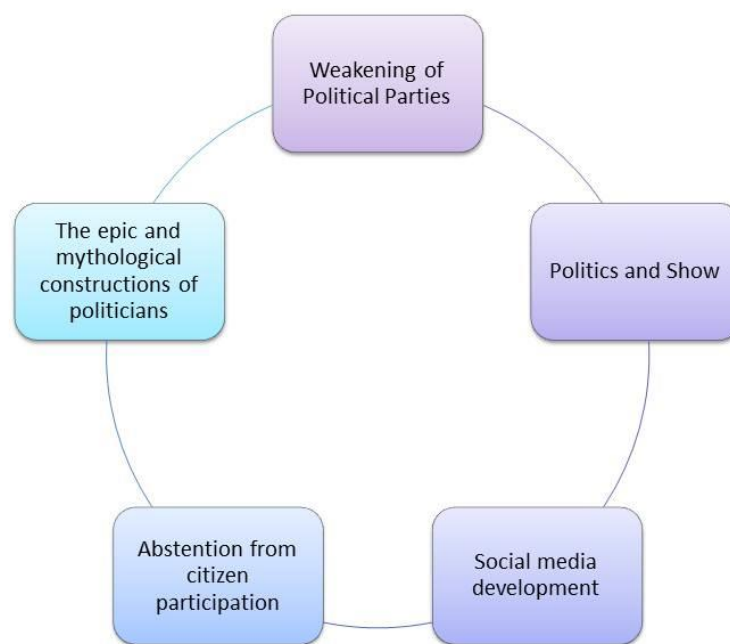 Weakening of
Political Parties
Politics and Show
Social media
development
Abstention from
citizen
participation
The epic and
mythological
constructions of
politicians